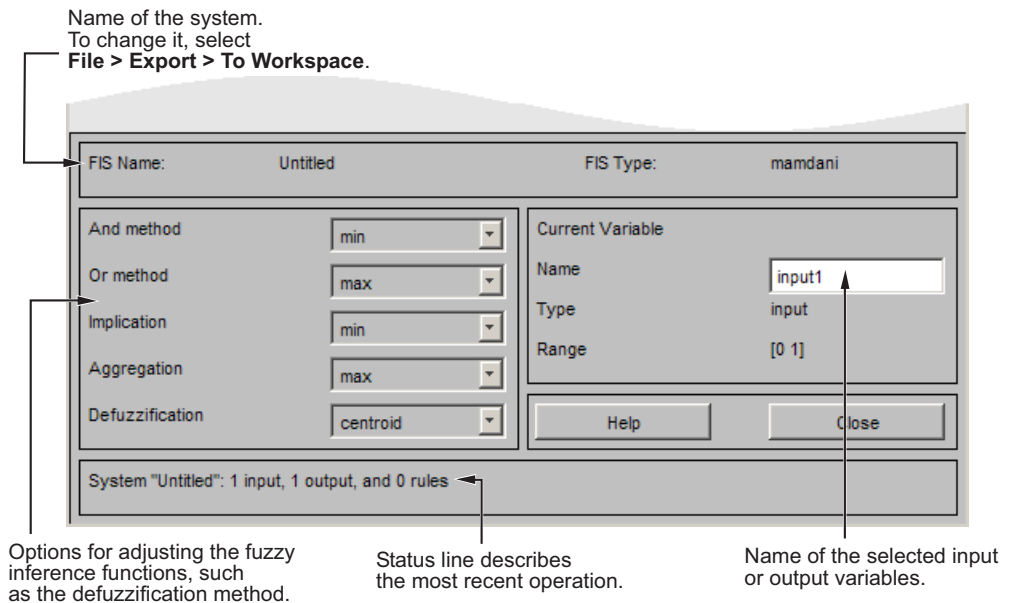 Name of the system.
To change it, select
File > Export > To Workspace.
FIS Name: Untitled FIS Type: mamdani
And method min
Or method max
Implication min
Aggregation max
Defuzzification centroid
Current Variable
Name input1
Type input
Range [0 1]
Help Close
System "Untitled": 1 input, 1 output, and 0 rules
Options for adjusting the fuzzy
inference functions, such
as the defuzzification method.
Status line describes
the most recent operation.
Name of the selected input
or output variables.